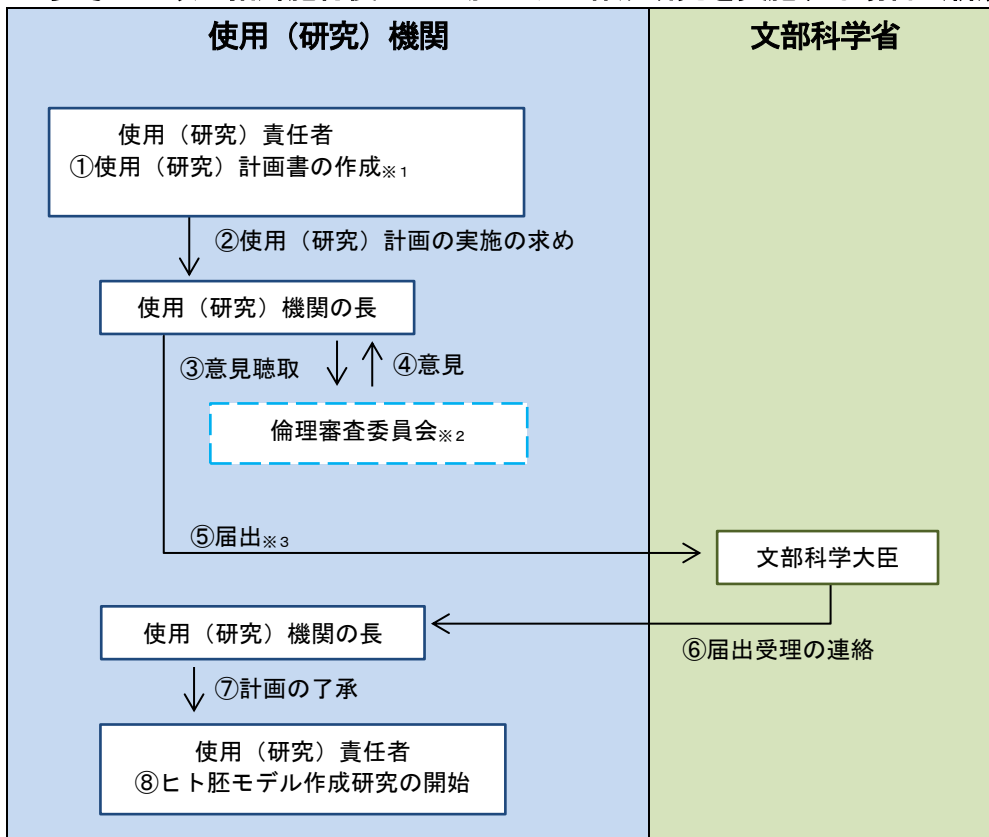 使用（研究）機関
文部科学省
使用（研究）責任者
①使用（研究）計画書の作成※１
②使用（研究）計画の実施の求め
使用（研究）機関の長
③意見聴取
④意見
倫理審査委員会※２
⑤届出※３
文部科学大臣
使用（研究）機関の長
⑥届出受理の連絡
⑦計画の了承
使用（研究）責任者
⑧ヒト胚モデル作成研究の開始